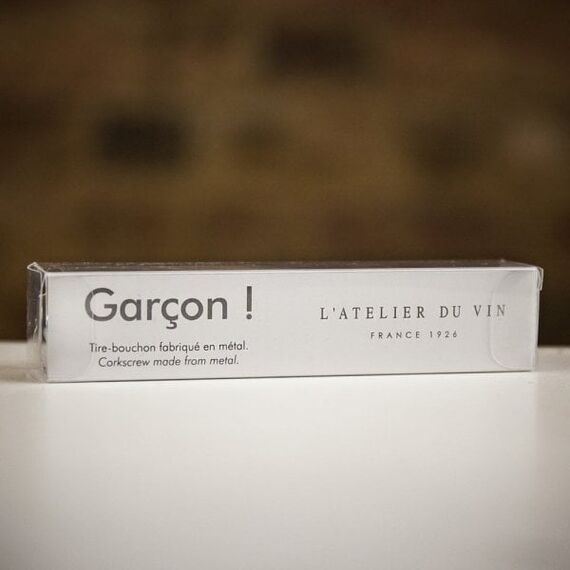 Garçon !
Tire-bouchon fabriqué en métal.
Corkscrew made from metal.
L'ATELIER DU VIN
FRANCE 1926